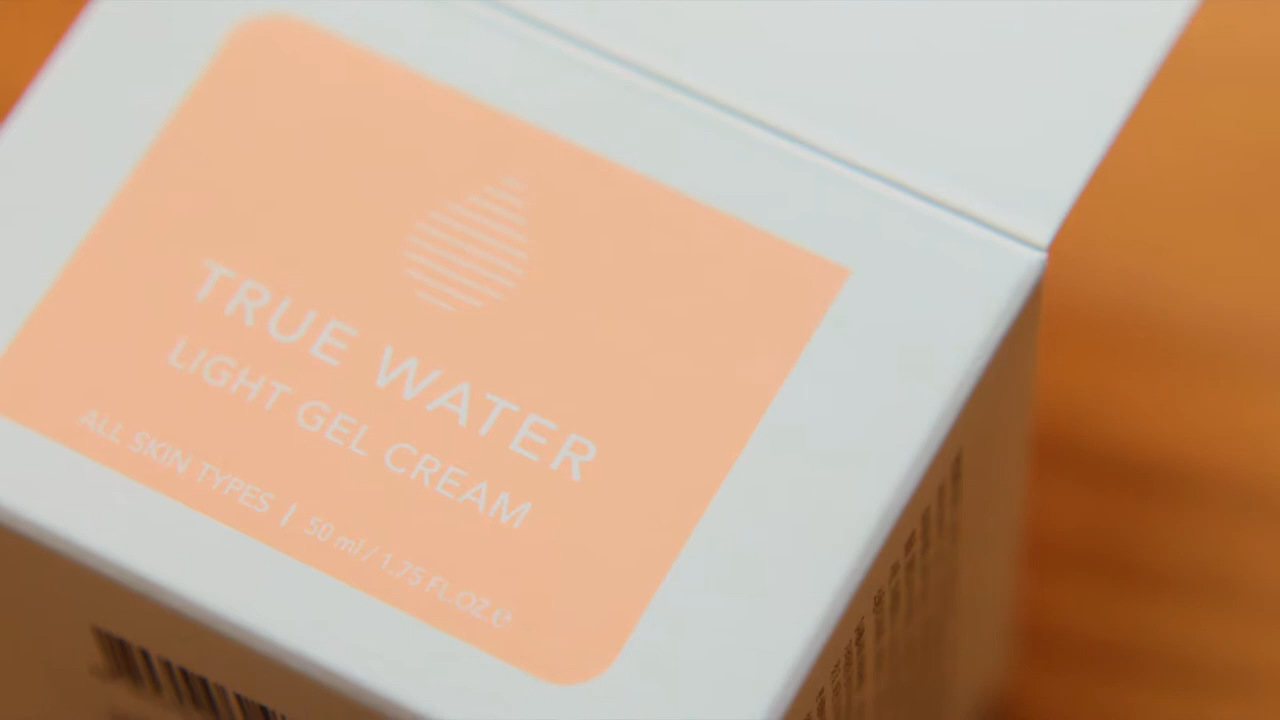 TRUE WATER
LIGHT GEL CREAM
ALL SKIN TYPES | 50 ml / 1.75 FL.OZ.e